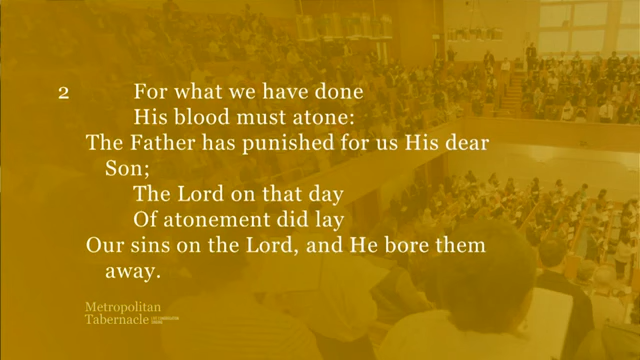 2 For what we have done
His blood must atone:
The Father has punished for us His dear
Son;
The Lord on that day
Of atonement did lay
Our sins on the Lord, and He bore them
away.
Metropolitan
Tabernacle